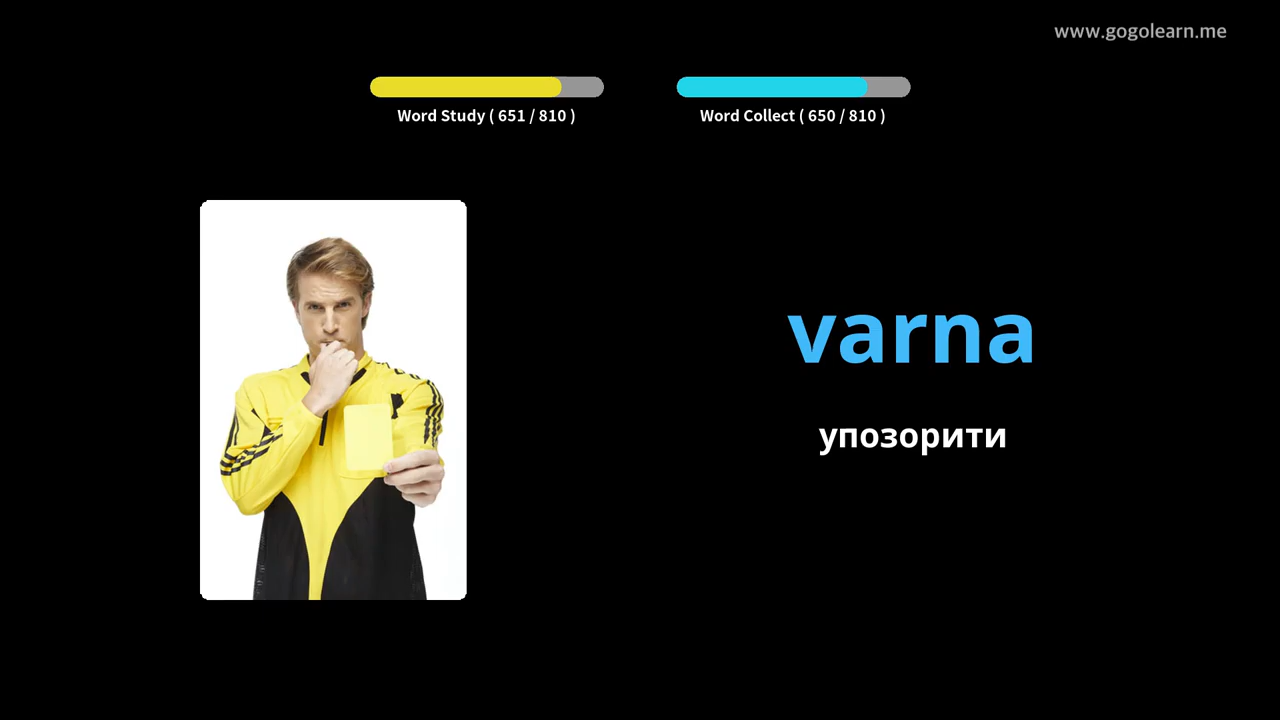 www.gogolearn.me
Word Study ( 651 / 810 )
Word Collect ( 650 / 810 )
varna
упозорити